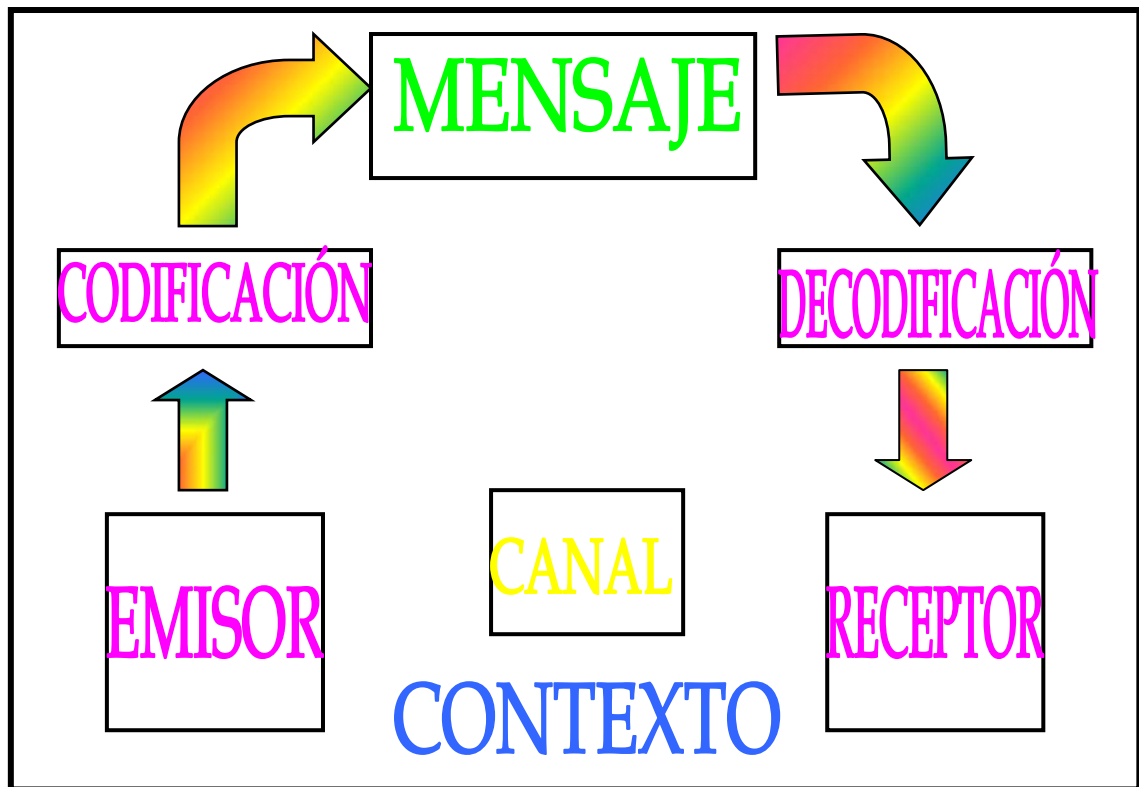 MENSAJE
CODIFICACIÓN
DECODIFICACIÓN
EMISOR
CANAL
RECEPTOR
CONTEXTO